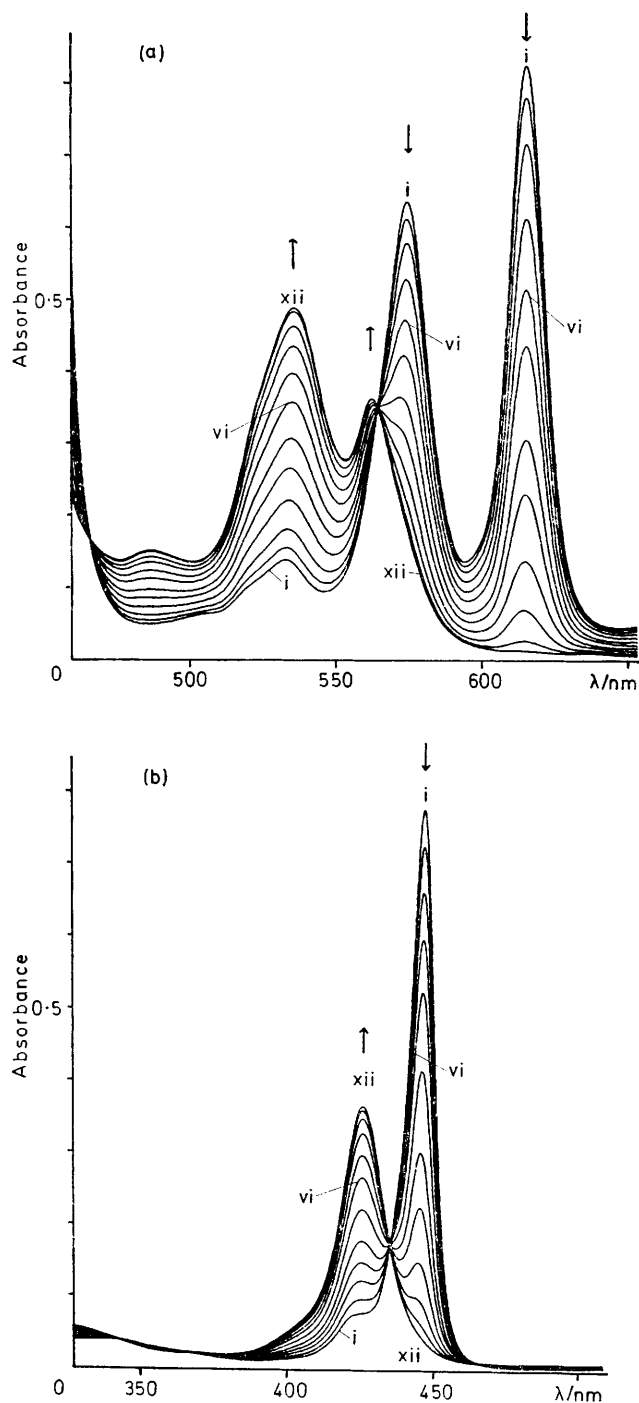 (a)
i
i
xii
Absorbance
0·5
vi
vi
vi
i
xii
0
500
550
600
λ/nm
(b)
i
Absorbance
0·5
xii
vi
vi
i
xii
0
350
400
450
λ/nm